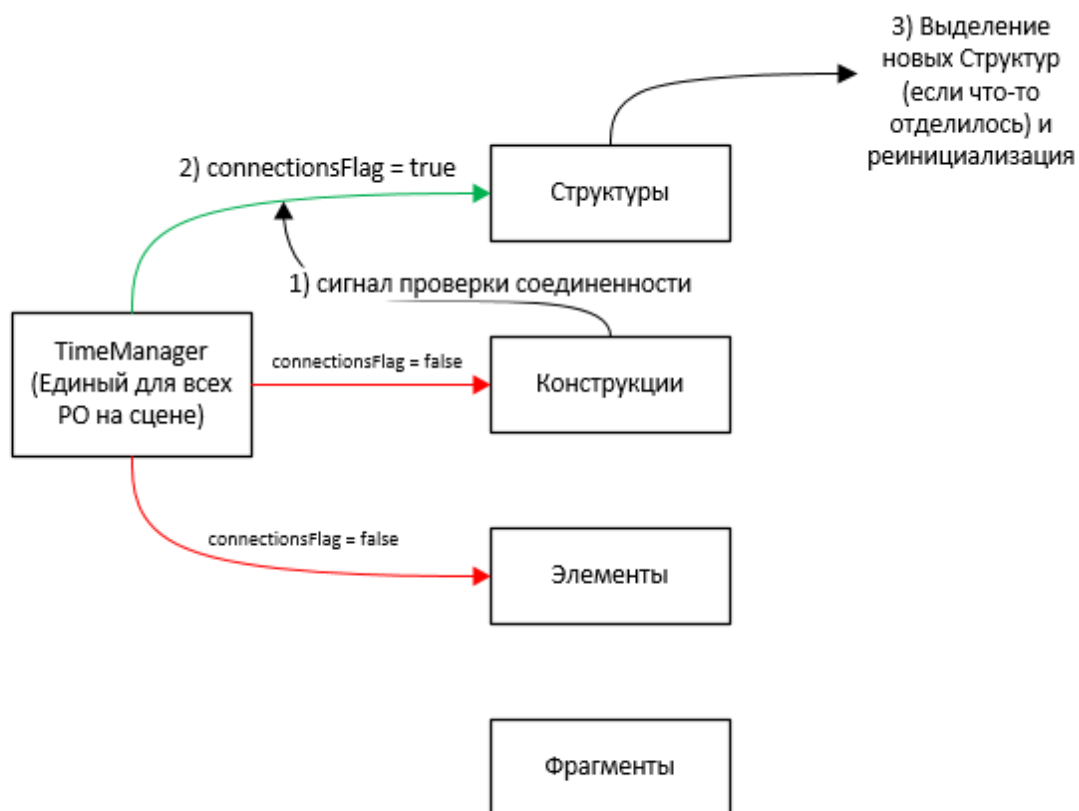 3) Выделение
новых Структур
(если что-то
отделилось) и
реинициализация
2) connectionsFlag = true
Структуры
1) сигнал проверки соединенности
TimeManager
(Единый для всех
РО на сцене)
connectionsFlag = false
Конструкции
connectionsFlag = false
Элементы
Фрагменты